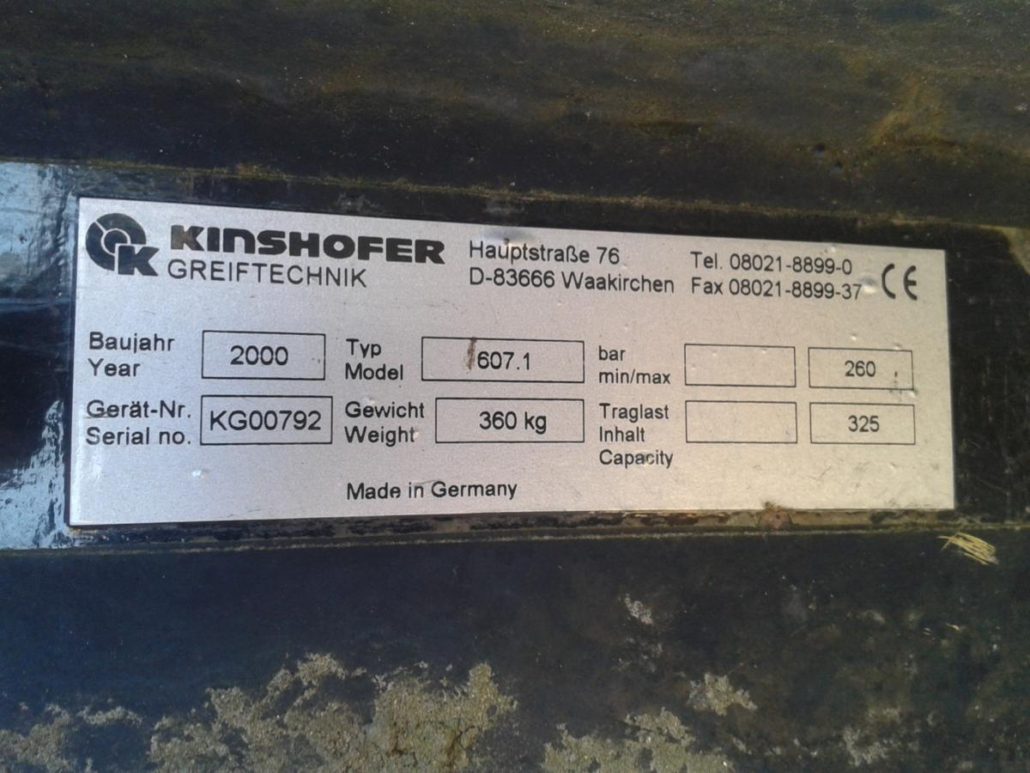 KINSHOFER
GREIFTECHNIK
Hauptstraße 76
D-83666 Waakirchen
Tel. 08021-8899-0
Fax 08021-8899-37
CE
Baujahr
Year
2000
Typ
Model
607.1
bar
min/max
260
Gerät-Nr.
Serial no.
KG00792
Gewicht
Weight
360 kg
Traglast
Inhalt
Capacity
325
Made in Germany